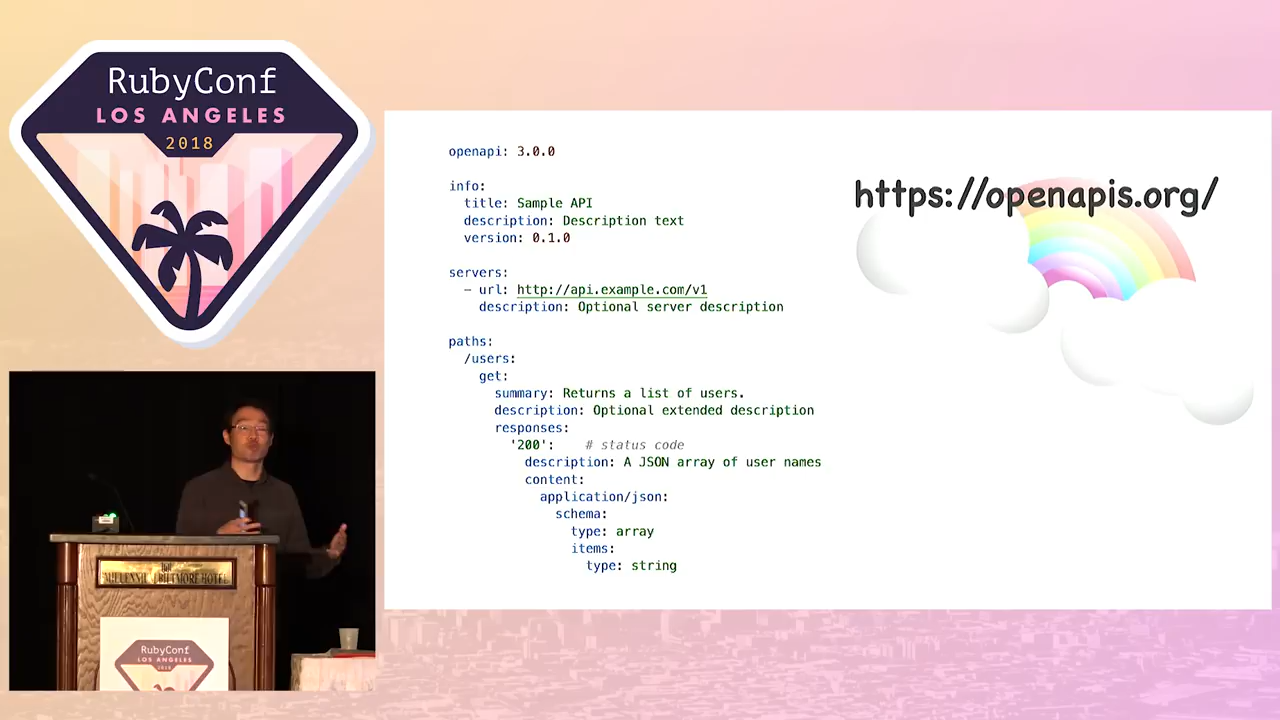 RubyConf
LOS ANGELES
2018
openapi: 3.0.0
info:
title: Sample API
description: Description text
version: 0.1.0
servers:
- url: http://api.example.com/v1
description: Optional server description
paths:
/users:
get:
summary: Returns a list of users.
description: Optional extended description
responses:
'200': # status code
description: A JSON array of user names
content:
application/json:
schema:
type: array
items:
type: string
https://openapis.org/
BILTMORE HOTEL
RubyConf
LOS ANGELES
2018